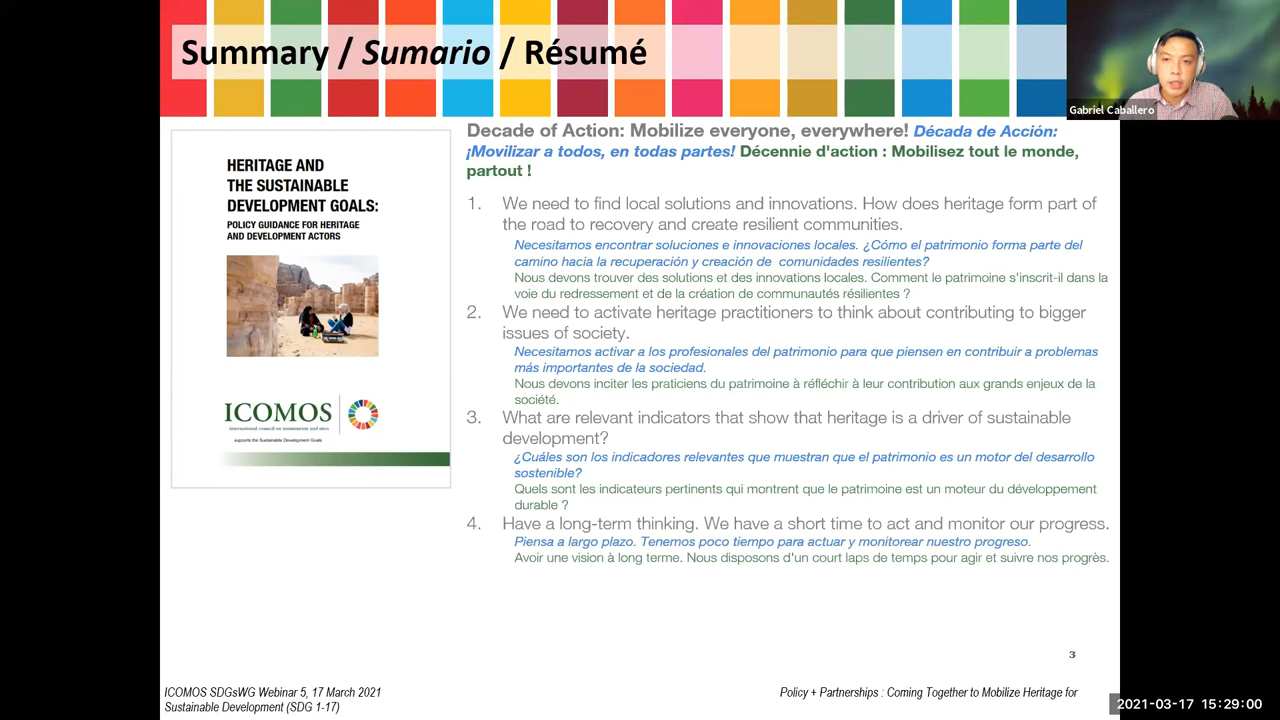 Summary / Sumario / Résumé
Gabriel Caballero
HERITAGE AND
THE SUSTAINABLE
DEVELOPMENT GOALS:
POLICY GUIDANCE FOR HERITAGE
AND DEVELOPMENT ACTORS
ICOMOS
international council on monuments and sites
supports the Sustainable Development Goals
Decade of Action: Mobilize everyone, everywhere! Década de Acción:
¡Movilizar a todos, en todas partes! Décennie d'action : Mobilisez tout le monde,
partout !
1. We need to find local solutions and innovations. How does heritage form part of
the road to recovery and create resilient communities.
Necesitamos encontrar soluciones e innovaciones locales. ¿Cómo el patrimonio forma parte del
camino hacia la recuperación y creación de comunidades resilientes?
Nous devons trouver des solutions et des innovations locales. Comment le patrimoine s'inscrit-il dans la
voie du redressement et de la création de communautés résilientes ?
2. We need to activate heritage practitioners to think about contributing to bigger
issues of society.
Necesitamos activar a los profesionales del patrimonio para que piensen en contribuir a problemas
más importantes de la sociedad.
Nous devons inciter les praticiens du patrimoine à réfléchir à leur contribution aux grands enjeux de la
société.
3. What are relevant indicators that show that heritage is a driver of sustainable
development?
¿Cuáles son los indicadores relevantes que muestran que el patrimonio es un motor del desarrollo
sostenible?
Quels sont les indicateurs pertinents qui montrent que le patrimoine est un moteur du développement
durable ?
4. Have a long-term thinking. We have a short time to act and monitor our progress.
Piensa a largo plazo. Tenemos poco tiempo para actuar y monitorear nuestro progreso.
Avoir une vision à long terme. Nous disposons d'un court laps de temps pour agir et suivre nos progrès.
3
ICOMOS SDGsWG Webinar 5, 17 March 2021
Sustainable Development (SDG 1-17)
Policy + Partnerships : Coming Together to Mobilize Heritage for
2021-03-17 15:29:00